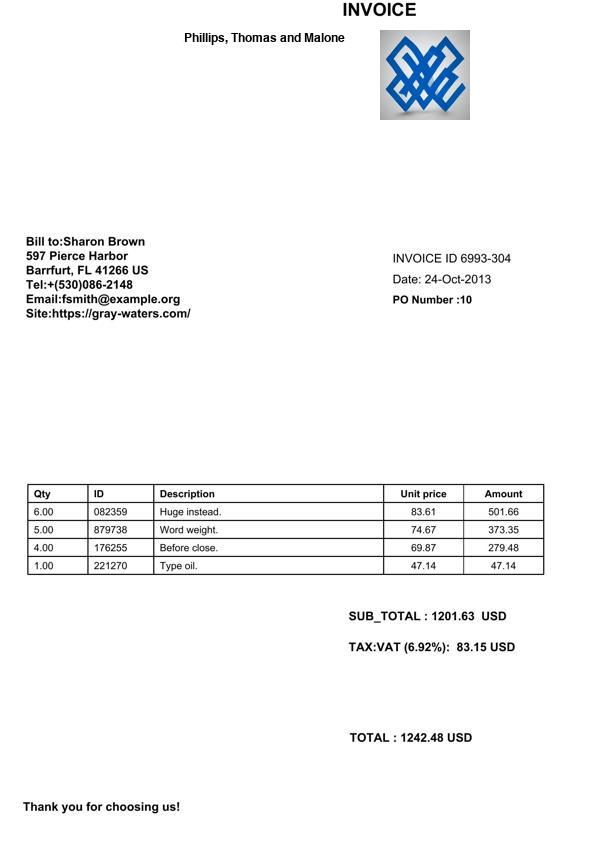 INVOICE
Phillips, Thomas and Malone
Bill to:Sharon Brown
597 Pierce Harbor
Barrfurt, FL 41266 US
Tel:+(530)086-2148
Email:fsmith@example.org
Site:https://gray-waters.com/
INVOICE ID 6993-304
Date: 24-Oct-2013
PO Number :10
Qty ID Description Unit price Amount
6.00 082359 Huge instead. 83.61 501.66
5.00 879738 Word weight. 74.67 373.35
4.00 176255 Before close. 69.87 279.48
1.00 221270 Type oil. 47.14 47.14
SUB_TOTAL : 1201.63 USD
TAX:VAT (6.92%): 83.15 USD
TOTAL : 1242.48 USD
Thank you for choosing us!